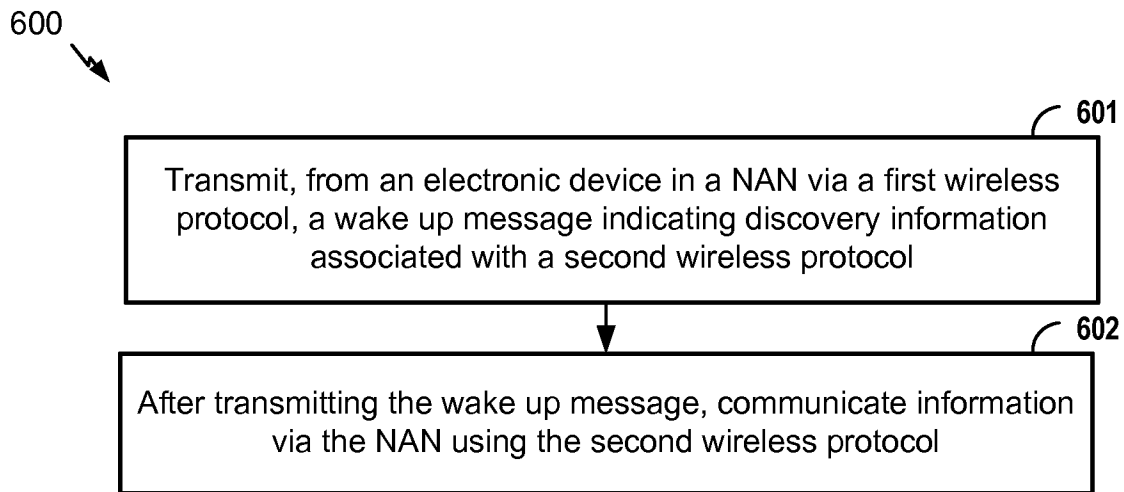 600
601
Transmit, from an electronic device in a NAN via a first wireless
protocol, a wake up message indicating discovery information
associated with a second wireless protocol
602
After transmitting the wake up message, communicate information
via the NAN using the second wireless protocol